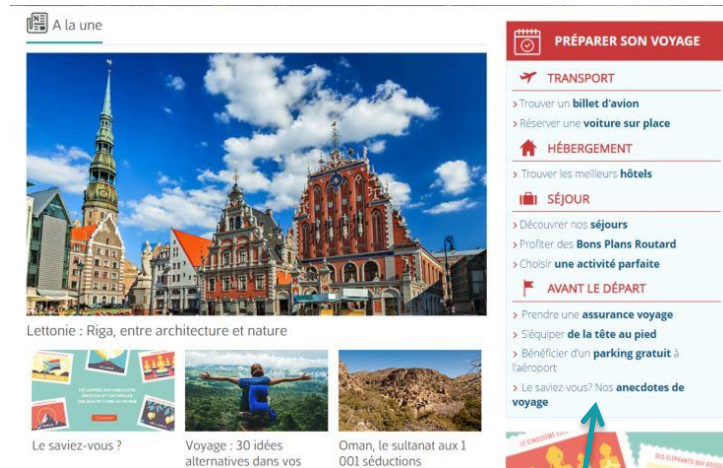 A la une
Lettonie : Riga, entre architecture et nature
Le saviez-vous ?
Voyage : 30 idées
alternatives dans vos
Oman, le sultanat aux 1
001 séductions
PRÉPARER SON VOYAGE
TRANSPORT
> Trouver un billet d'avion
> Réserver une voiture sur place
HÉBERGEMENT
> Trouver les meilleurs hôtels
SÉJOUR
> Découvrir nos séjours
> Profiter des Bons Plans Routard
> Choisir une activité parfaite
AVANT LE DÉPART
> Prendre une assurance voyage
> S'équiper de la tête au pied
> Bénéficier d'un parking gratuit à
l'aéroport
> Le saviez-vous? Nos anecdotes de
voyage